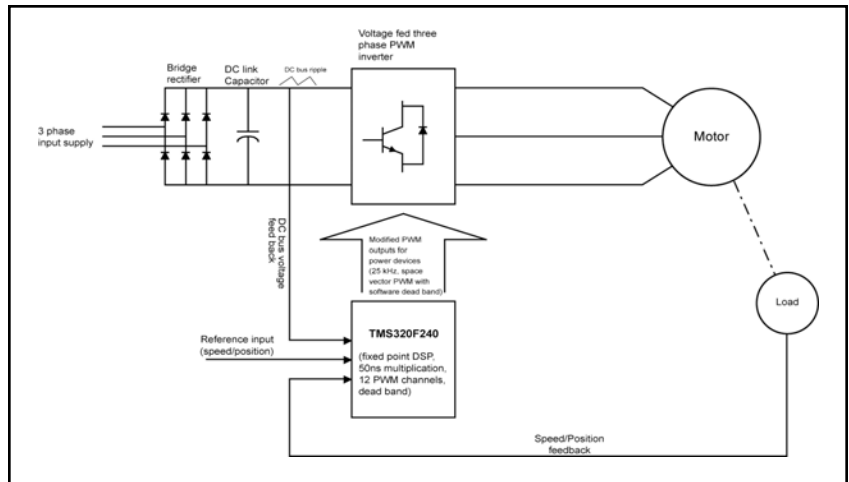 Voltage fed three
phase PWM
inverter
Bridge
rectifier
DC link
Capacitor
DC bus ripple
3 phase
input supply
Motor
DC bus voltage
feed back
Modified PWM
outputs for
power devices
(25 kHz, space
vector PWM with
software dead band)
Load
Reference input
(speed/position)
TMS320F240
(fixed point DSP,
50ns multiplication,
12 PWM channels,
dead band)
Speed/Position
feedback